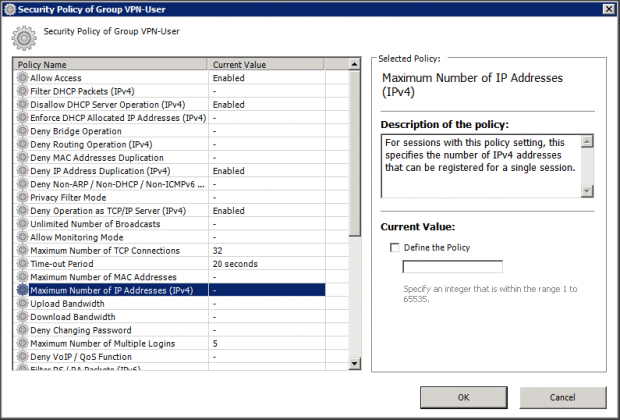 Security Policy of Group VPN-User
Security Policy of Group VPN-User
Policy Name Current Value
Allow Access Enabled
Filter DHCP Packets (IPv4) -
Disallow DHCP Server Operation (IPv4) Enabled
Enforce DHCP Allocated IP Addresses (IPv4) -
Deny Bridge Operation -
Deny Routing Operation (IPv4) -
Deny MAC Addresses Duplication -
Deny IP Address Duplication (IPv4) Enabled
Deny Non-ARP / Non-DHCP / Non-ICMPv6 ... -
Privacy Filter Mode -
Deny Operation as TCP/IP Server (IPv4) Enabled
Unlimited Number of Broadcasts -
Allow Monitoring Mode -
Maximum Number of TCP Connections 32
Time-out Period 20 seconds
Maximum Number of MAC Addresses -
Maximum Number of IP Addresses (IPv4) -
Upload Bandwidth -
Download Bandwidth -
Deny Changing Password -
Maximum Number of Multiple Logins 5
Deny VoIP / QoS Function -
Filter RS / RA Packets (IPv6) -
Selected Policy:
Maximum Number of IP Addresses
(IPv4)
Description of the policy:
For sessions with this policy setting, this
specifies the number of IPv4 addresses
that can be registered for a single session.
Current Value:
Define the Policy
Specify an integer that is within the range 1 to
65535.
OK Cancel